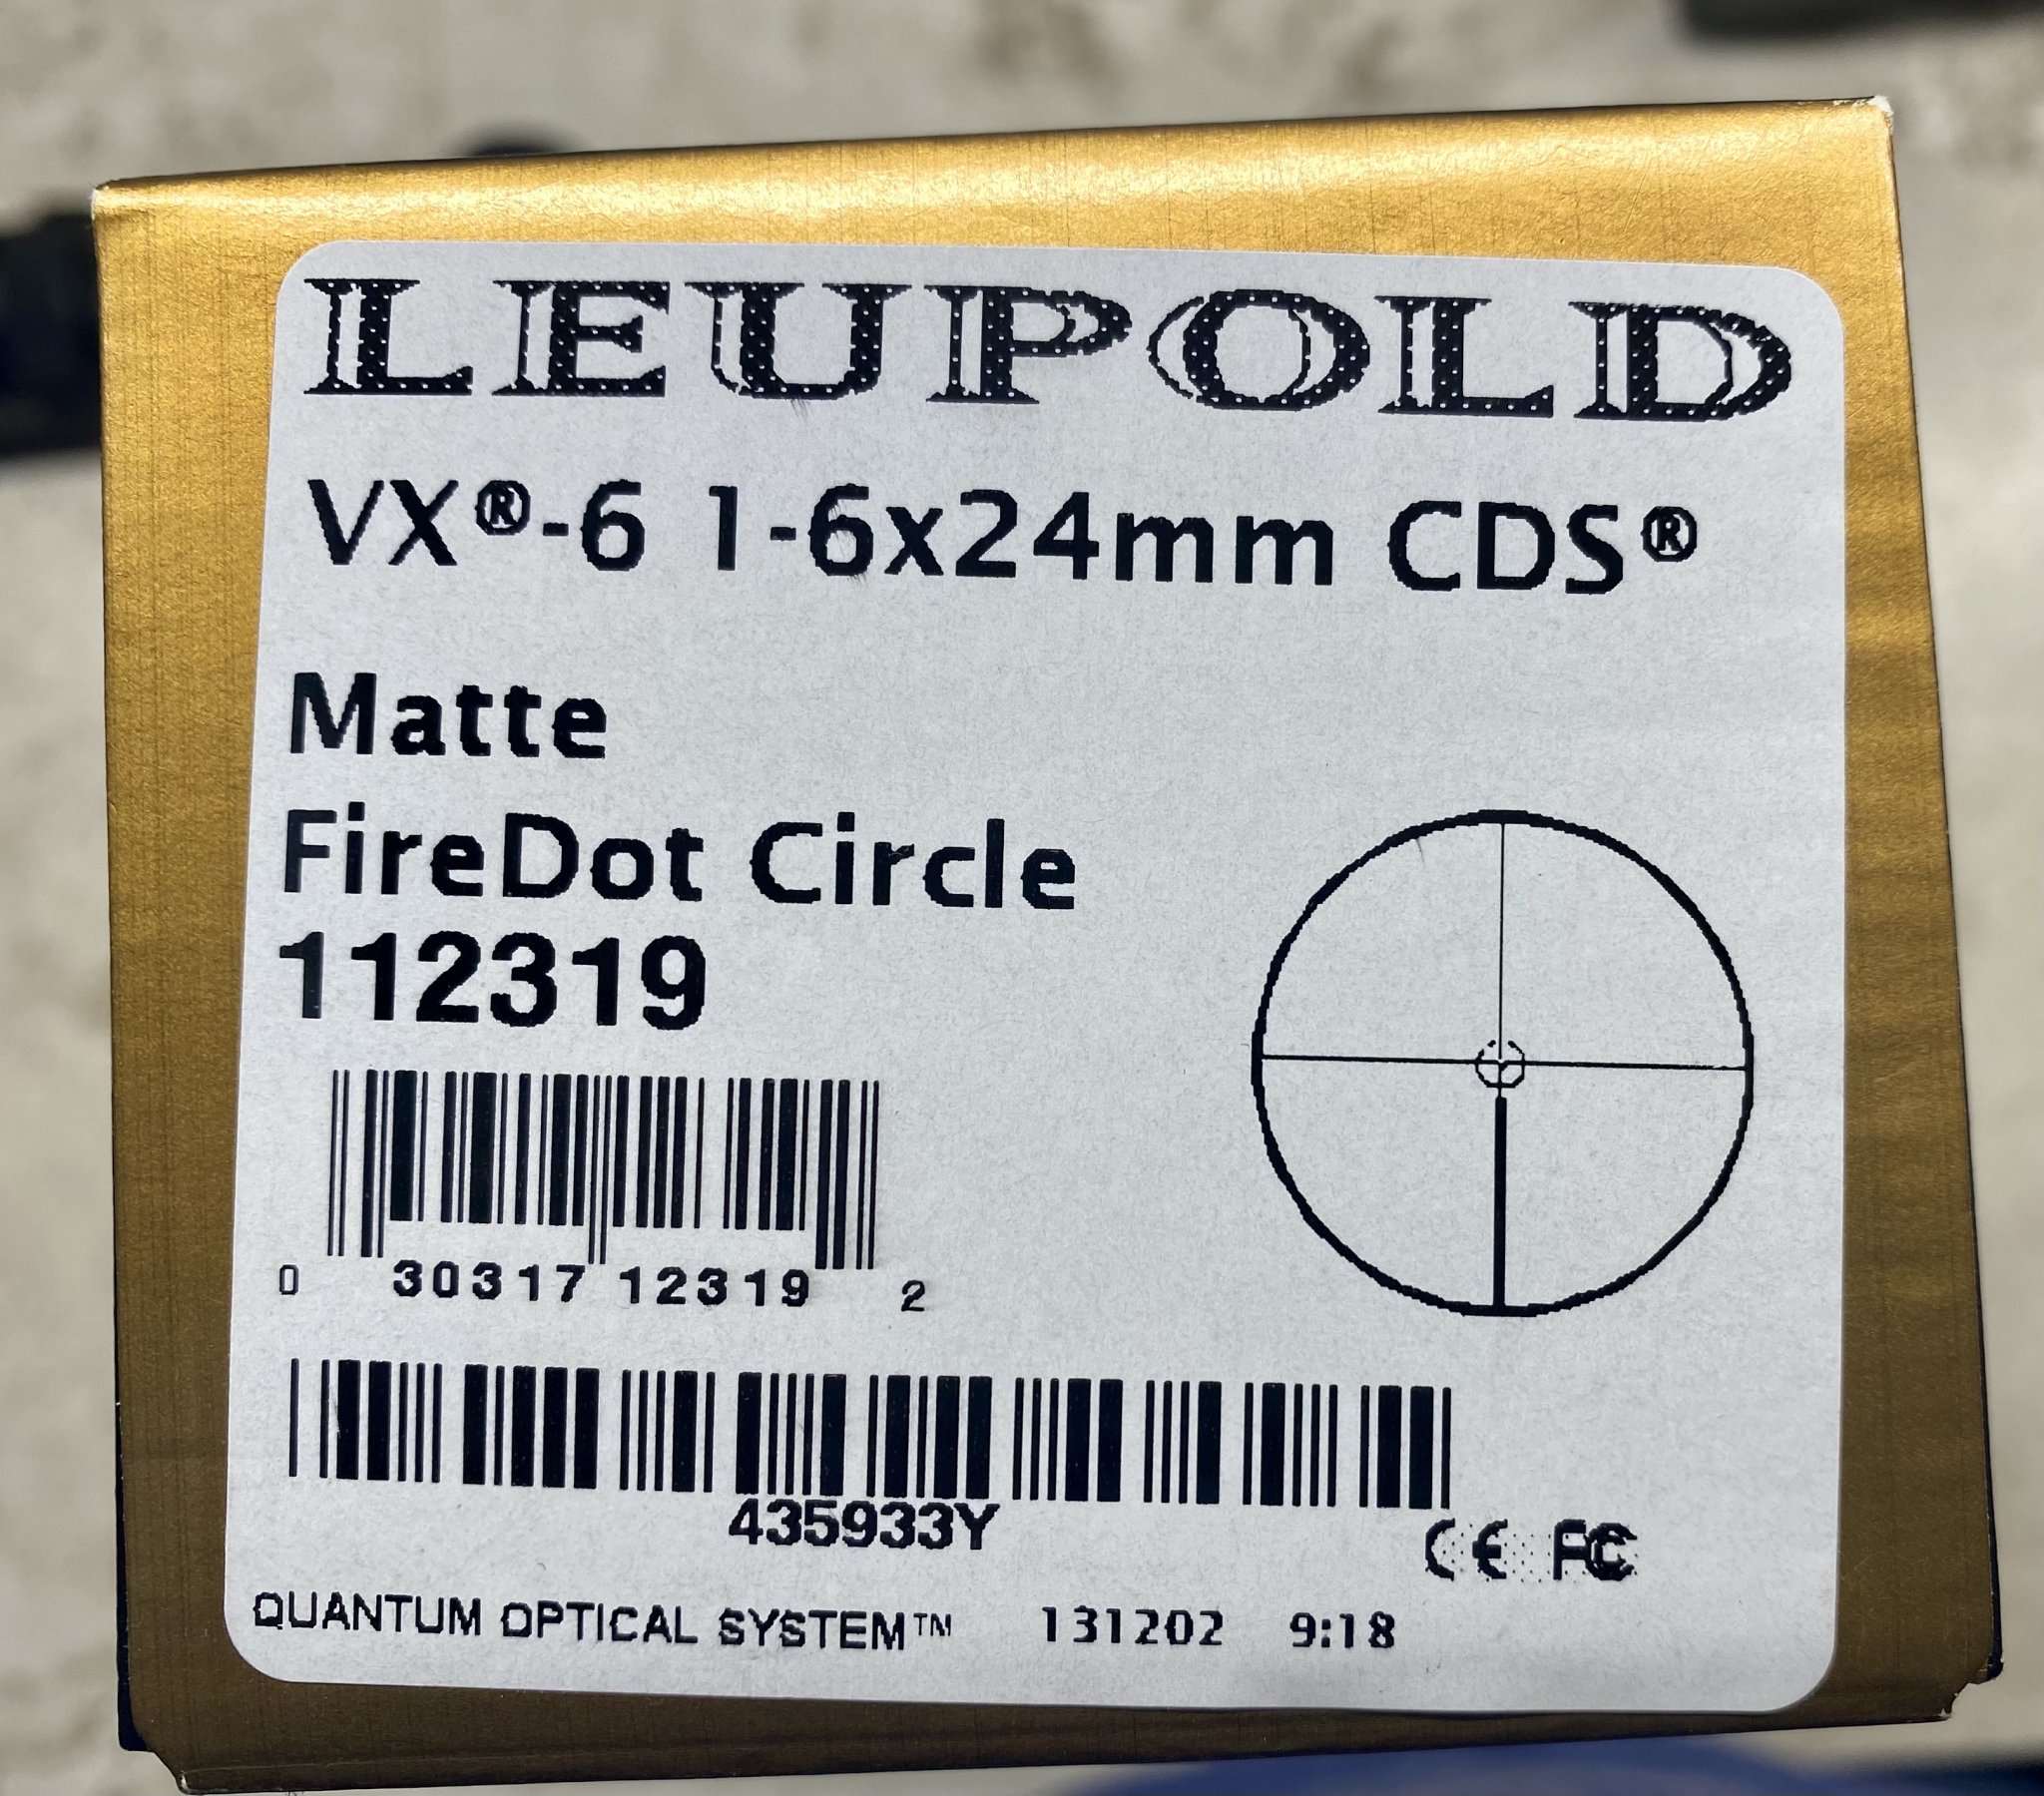 LEUPOLD
VX®-6 1-6x24mm CDS®
Matte
FireDot Circle
112319
0 30317 12319 2
435933Y
CE FC
QUANTUM OPTICAL SYSTEM™ 131202 9:18